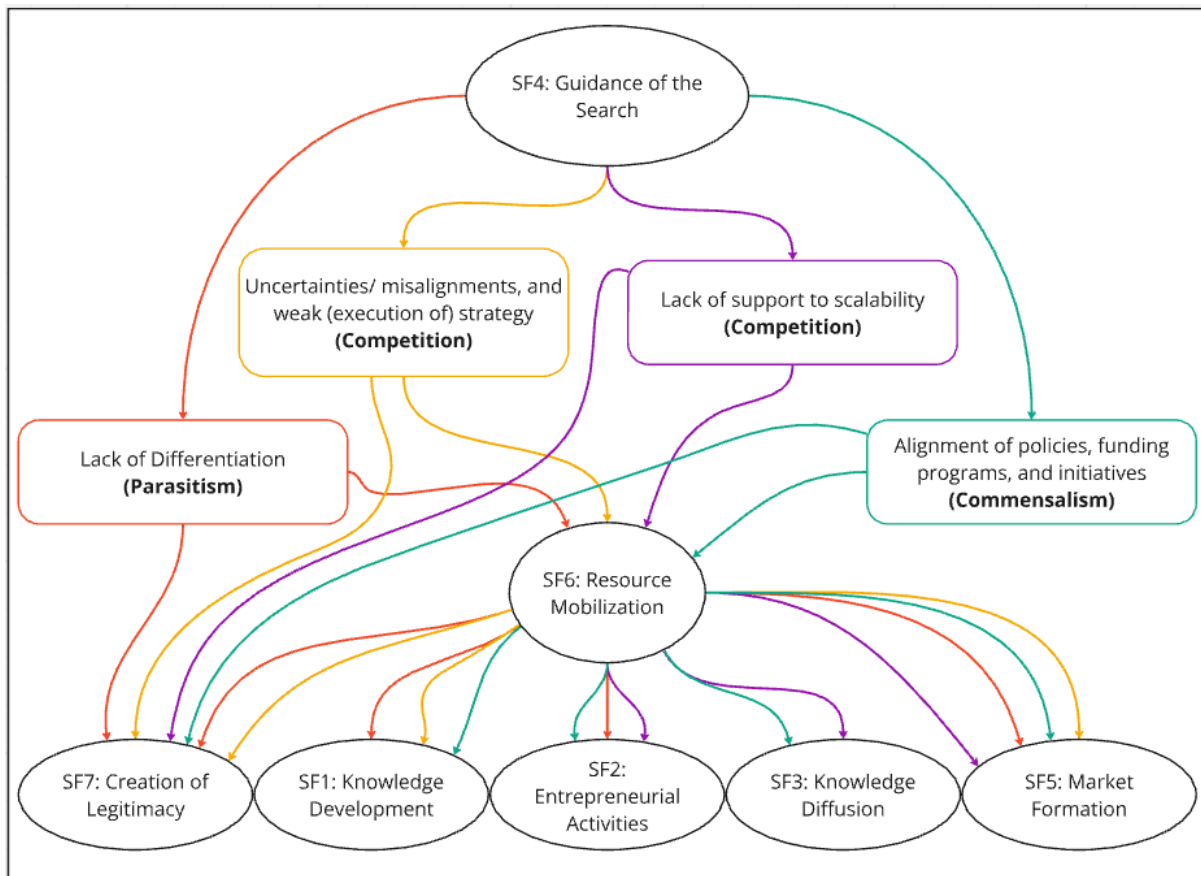 SF4: Guidance of the
Search
Uncertainties/ misalignments, and
weak (execution of) strategy
(Competition)
Lack of support to scalability
(Competition)
Lack of Differentiation
(Parasitism)
Alignment of policies, funding
programs, and initiatives
(Commensalism)
SF6: Resource
Mobilization
SF7: Creation of
Legitimacy
SF1: Knowledge
Development
SF2:
Entrepreneurial
Activities
SF3: Knowledge
Diffusion
SF5: Market
Formation